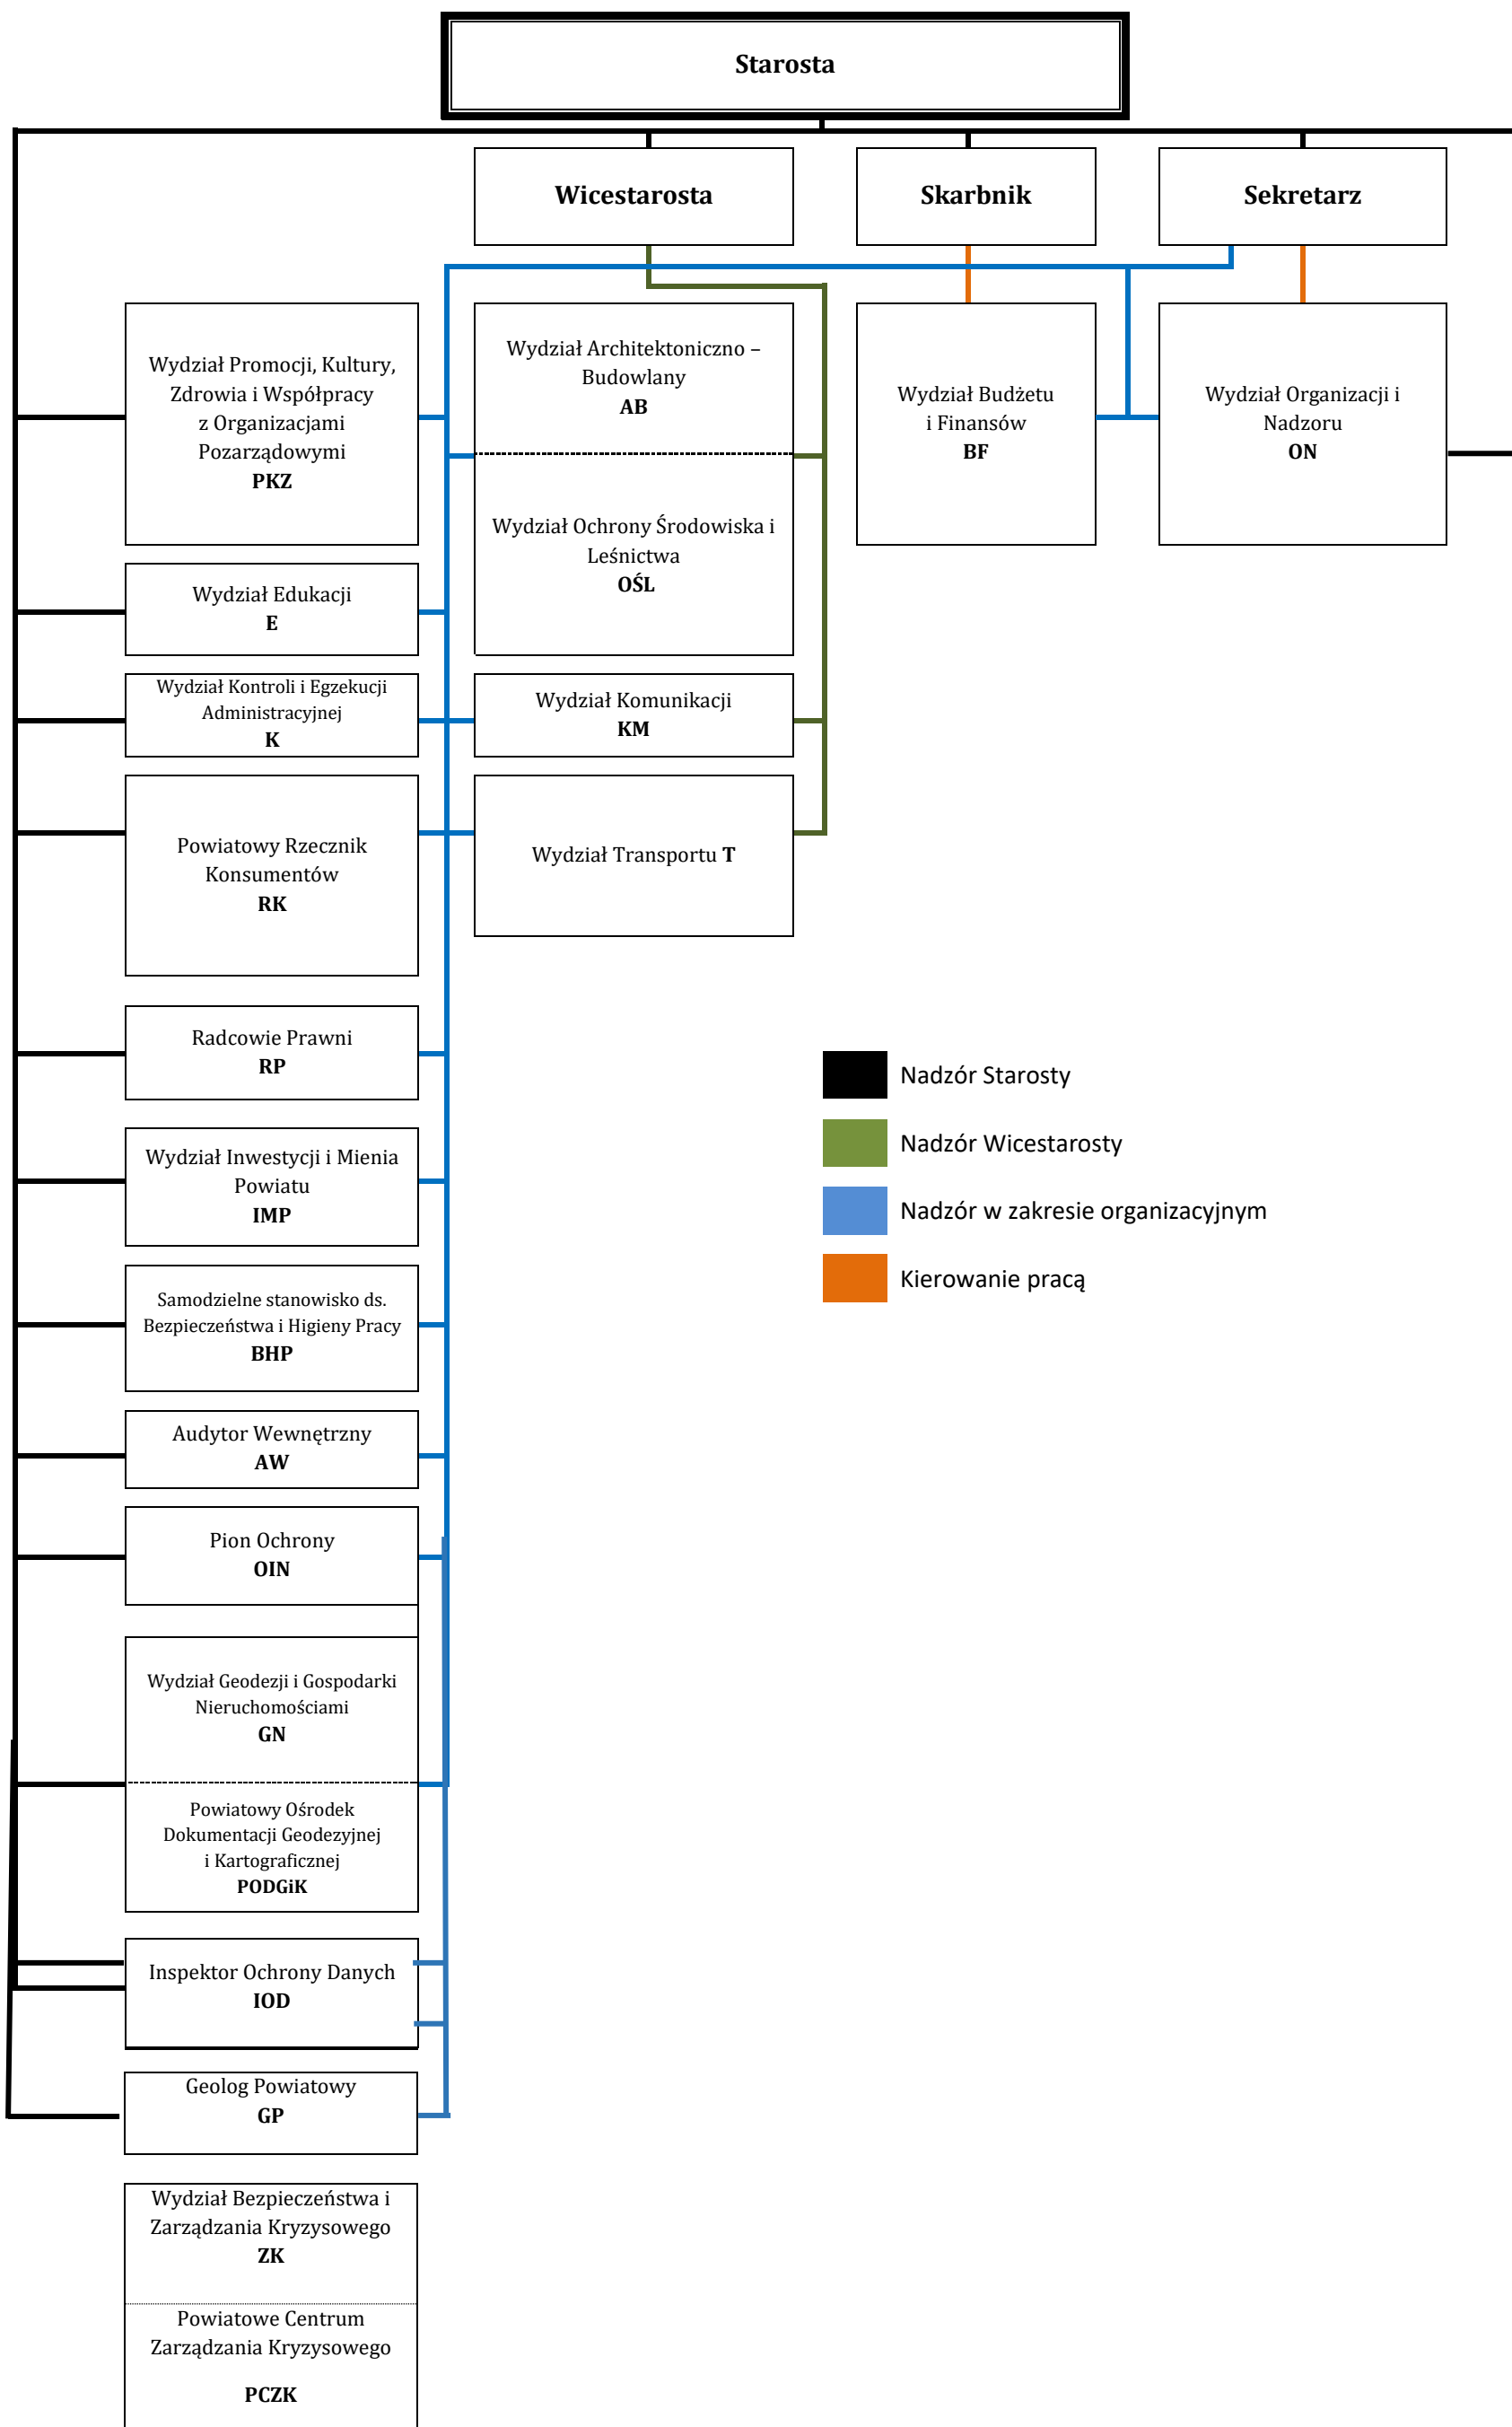 Starosta
Wicestarosta
Skarbnik
Sekretarz
Wydział Promocji, Kultury,
Zdrowia i Współpracy
z Organizacjami
Pozarządowymi
PKZ
Wydział Architektoniczno –
Budowlany
AB
Wydział Ochrony Środowiska i
Leśnictwa
OŚL
Wydział Budżetu
i Finansów
BF
Wydział Organizacji i
Nadzoru
ON
Wydział Edukacji
E
Wydział Kontroli i Egzekucji
Administracyjnej
K
Wydział Komunikacji
KM
Powiatowy Rzecznik
Konsumentów
RK
Wydział Transportu T
Radcowie Prawni
RP
Wydział Inwestycji i Mienia
Powiatu
IMP
Samodzielne stanowisko ds.
Bezpieczeństwa i Higieny Pracy
BHP
Audytor Wewnętrzny
AW
Pion Ochrony
OIN
Wydział Geodezji i Gospodarki
Nieruchomościami
GN
Powiatowy Ośrodek
Dokumentacji Geodezyjnej
i Kartograficznej
PODGiK
Inspektor Ochrony Danych
IOD
Geolog Powiatowy
GP
Wydział Bezpieczeństwa i
Zarządzania Kryzysowego
ZK
Powiatowe Centrum
Zarządzania Kryzysowego
PCZK
Nadzór Starosty
Nadzór Wicestarosty
Nadzór w zakresie organizacyjnym
Kierowanie pracą